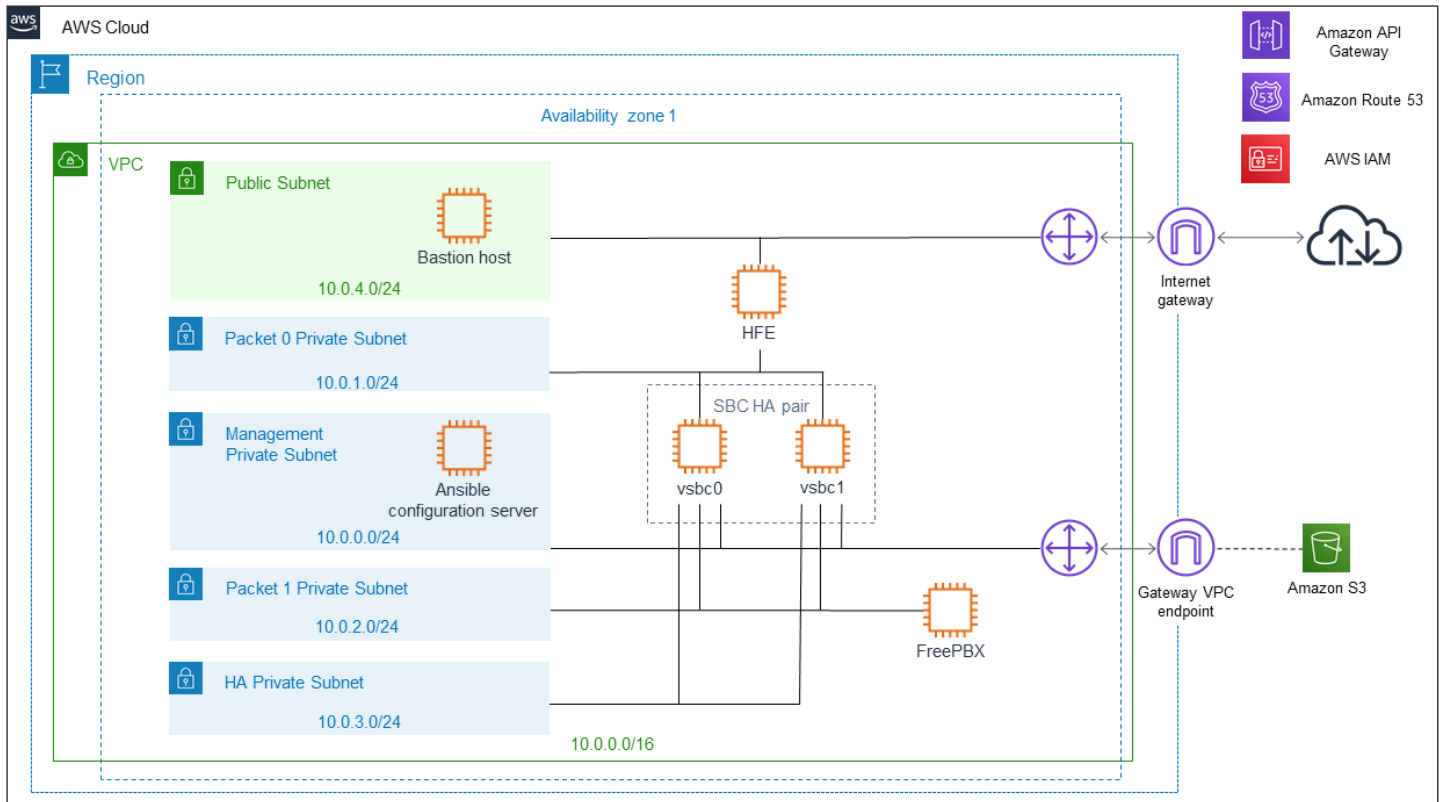 aws
AWS Cloud
Amazon API
Gateway
Region
53
Amazon Route 53
Availability zone 1
VPC
AWS IAM
Public Subnet
Bastion host
10.0.4.0/24
Internet
gateway
HFE
Packet 0 Private Subnet
10.0.1.0/24
SBC HA pair
Management
Private Subnet
vsbc0
vsbc1
Ansible
configuration server
10.0.0.0/24
Packet 1 Private Subnet
10.0.2.0/24
Gateway VPC
endpoint
Amazon S3
FreePBX
HA Private Subnet
10.0.3.0/24
10.0.0.0/16